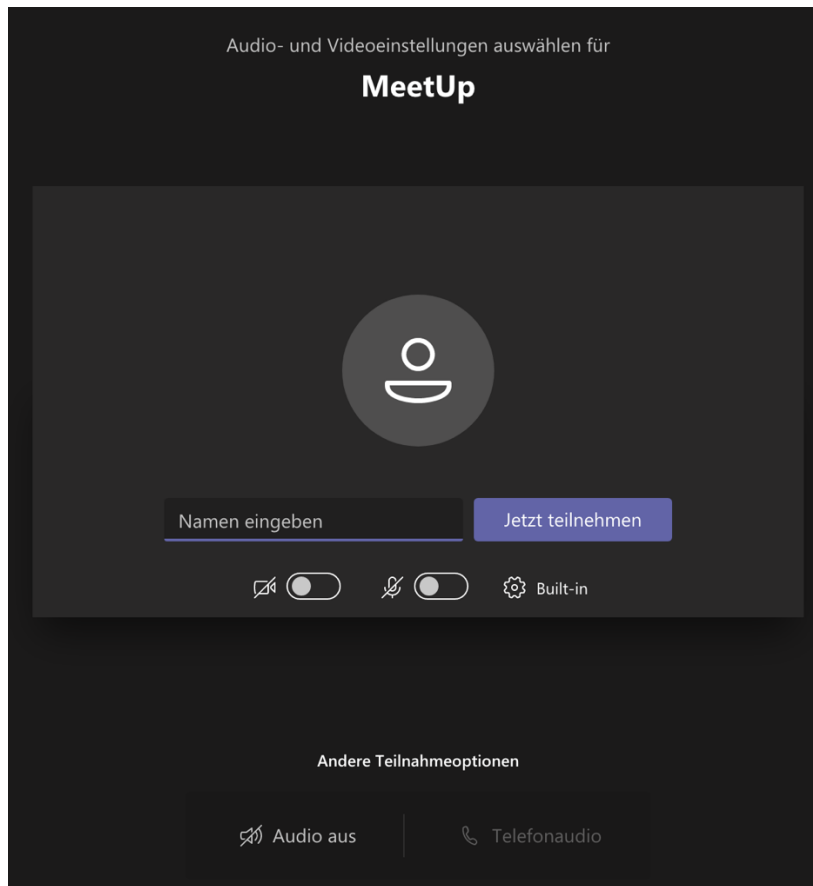 Audio- und Videoeinstellungen auswählen für
MeetUp
Namen eingeben
Jetzt teilnehmen
Built-in
Andere Teilnahmeoptionen
Audio aus
Telefonaudio